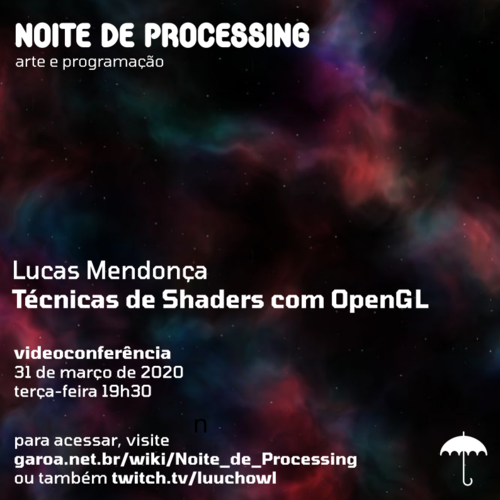 NOITE DE PROCESSING
arte e programação
Lucas Mendonça
Técnicas de Shaders com OpenGL
videoconferência
31 de março de 2020
terça-feira 19h30
n
para acessar, visite
garoa.net.br/wiki/Noite_de_Processing
ou também twitch.tv/luuchowl